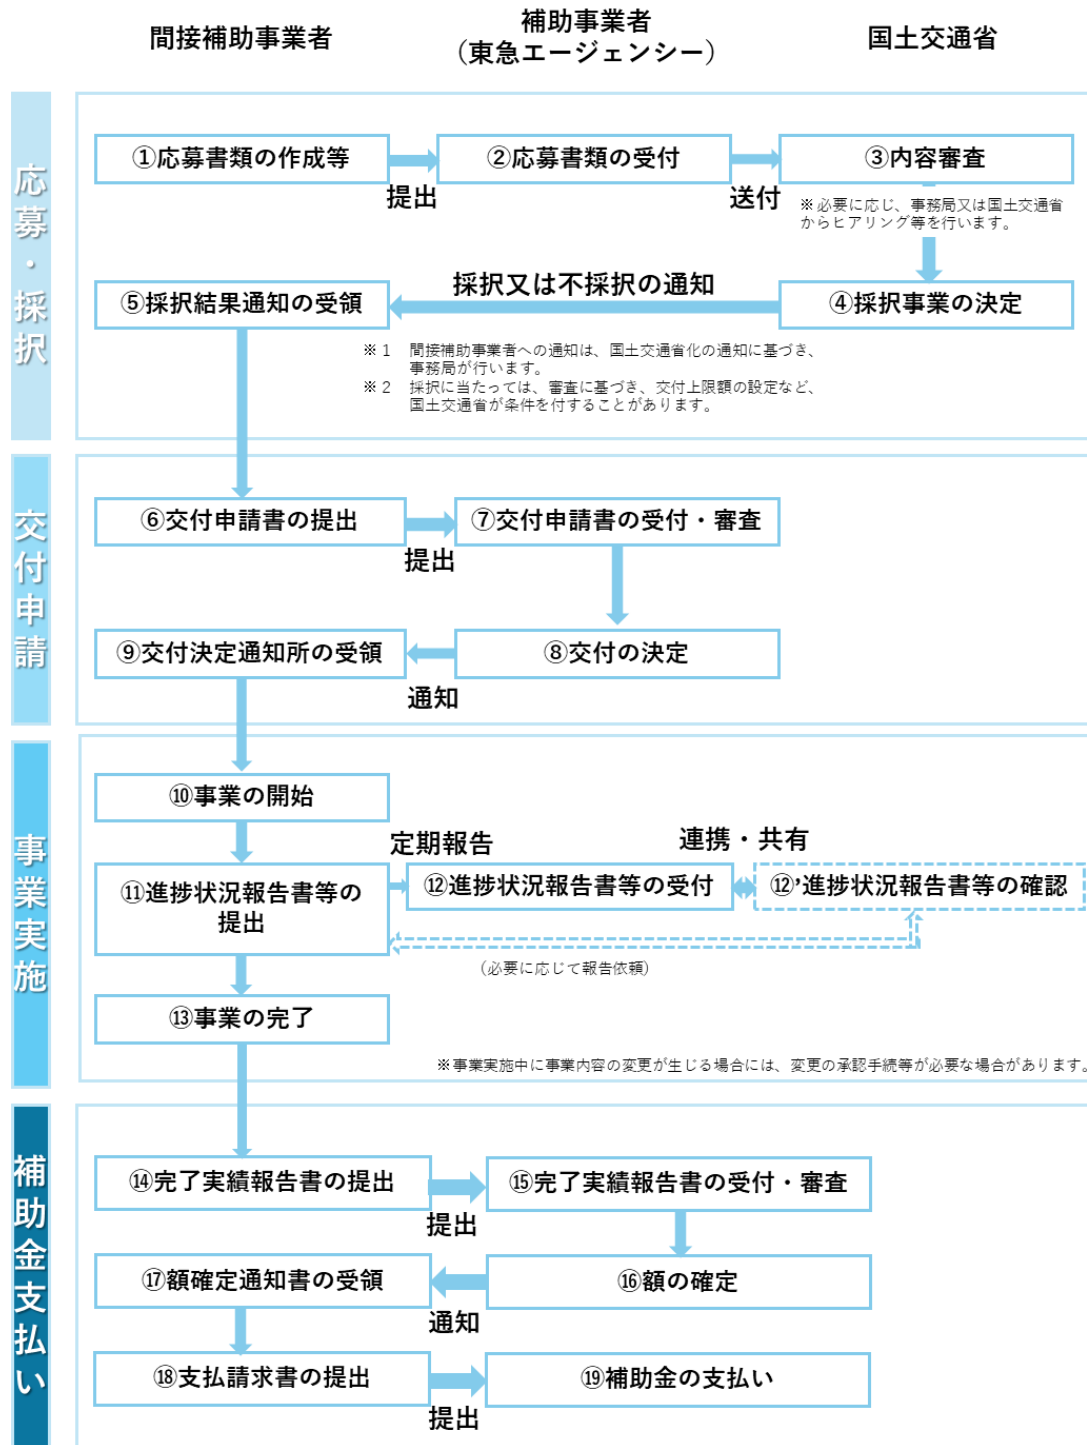 間接補助事業者
補助事業者
（東急エージェンシー）
国土交通省
応募・採択
①応募書類の作成等
提出
②応募書類の受付
送付
③内容審査
※必要に応じ、事務局又は国土交通省
からヒアリング等を行います。
⑤採択結果通知の受領
採択又は不採択の通知
④採択事業の決定
※１　間接補助事業者への通知は、国土交通省化の通知に基づき、
事務局が行います。
※２　採択に当たっては、審査に基づき、交付上限額の設定など、
国土交通省が条件を付することがあります。
交付申請
⑥交付申請書の提出
提出
⑦交付申請書の受付・審査
⑨交付決定通知所の受領
通知
⑧交付の決定
事業実施
⑩事業の開始
定期報告
連携・共有
⑪進捗状況報告書等の
提出
⑫進捗状況報告書等の受付
⑫’進捗状況報告書等の確認
（必要に応じて報告依頼）
⑬事業の完了
※事業実施中に事業内容の変更が生じる場合には、変更の承認手続等が必要な場合があります。
補助金支払い
⑭完了実績報告書の提出
提出
⑮完了実績報告書の受付・審査
⑰額確定通知書の受領
通知
⑯額の確定
⑱支払請求書の提出
提出
⑲補助金の支払い